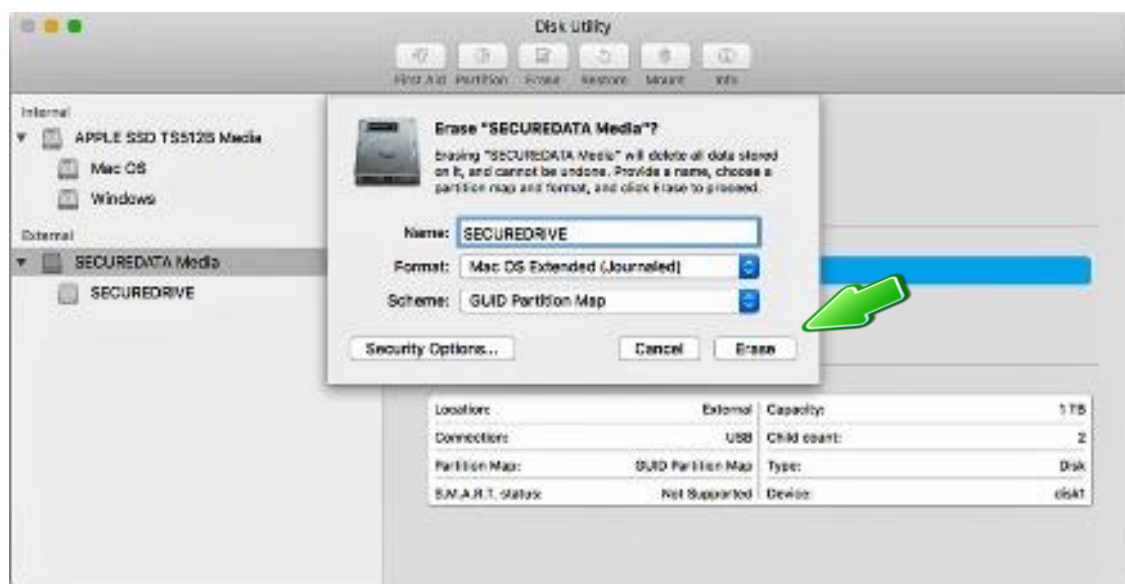 Disk Utility
First Aid Partition Erase Restore Mount Info
Internal
APPLE SSD TS512B Media
Mac OS
Windows
External
SECUREDATA Media
SECUREDRIVE
Erase "SECUREDATA Media"?
Erasing "SECUREDATA Media" will delete all data stored
on it, and cannot be undone. Provide a name, choose a
partition map and format, and click Erase to proceed.
Name: SECUREDRIVE
Format: Mac OS Extended (Journaled)
Scheme: GUID Partition Map
Security Options... Cancel Erase
Location: External Capacity: 1 TB
Connection: USB Child count: 2
Partition Map: GUID Partition Map Type: Disk
S.M.A.R.T. status: Not Supported Device: disk1